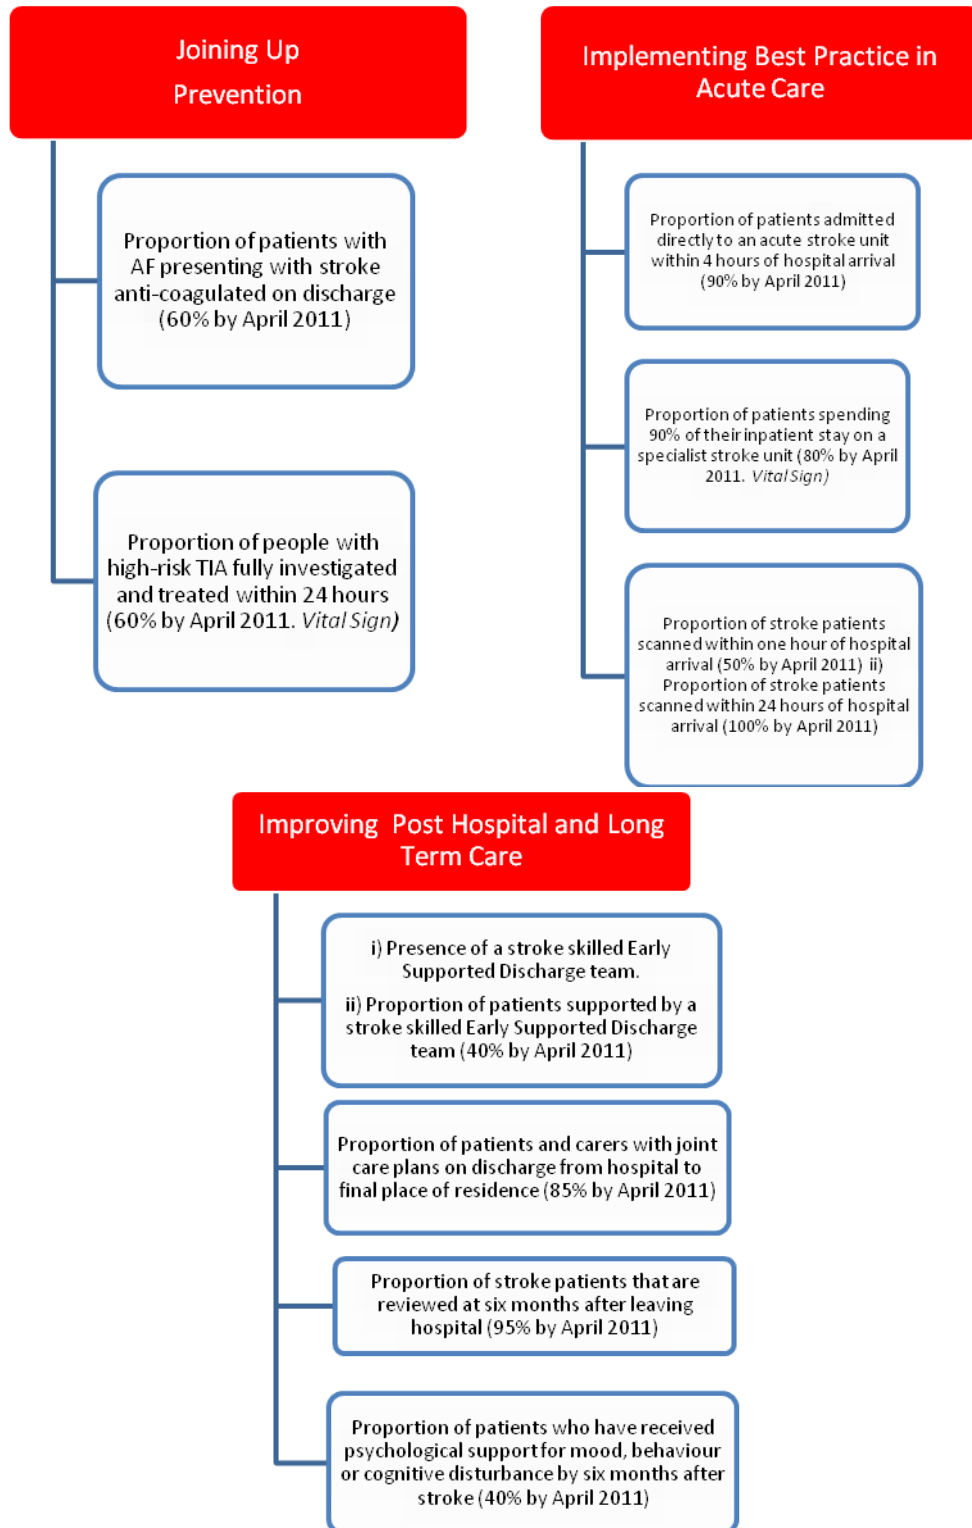 Joining Up
Prevention
Proportion of patients with
AF presenting with stroke
anti-coagulated on discharge
(60% by April 2011)
Proportion of people with
high-risk TIA fully investigated
and treated within 24 hours
(60% by April 2011. Vital Sign)
Implementing Best Practice in
Acute Care
Proportion of patients admitted
directly to an acute stroke unit
within 4 hours of hospital arrival
(90% by April 2011)
Proportion of patients spending
90% of their inpatient stay on a
specialist stroke unit (80% by April
2011. Vital Sign)
Proportion of stroke patients
scanned within one hour of hospital
arrival (50% by April 2011) ii)
Proportion of stroke patients
scanned within 24 hours of hospital
arrival (100% by April 2011)
Improving Post Hospital and Long
Term Care
i) Presence of a stroke skilled Early
Supported Discharge team.
ii) Proportion of patients supported by a
stroke skilled Early Supported Discharge
team (40% by April 2011)
Proportion of patients and carers with joint
care plans on discharge from hospital to
final place of residence (85% by April 2011)
Proportion of stroke patients that are
reviewed at six months after leaving
hospital (95% by April 2011)
Proportion of patients who have received
psychological support for mood, behaviour
or cognitive disturbance by six months after
stroke (40% by April 2011)